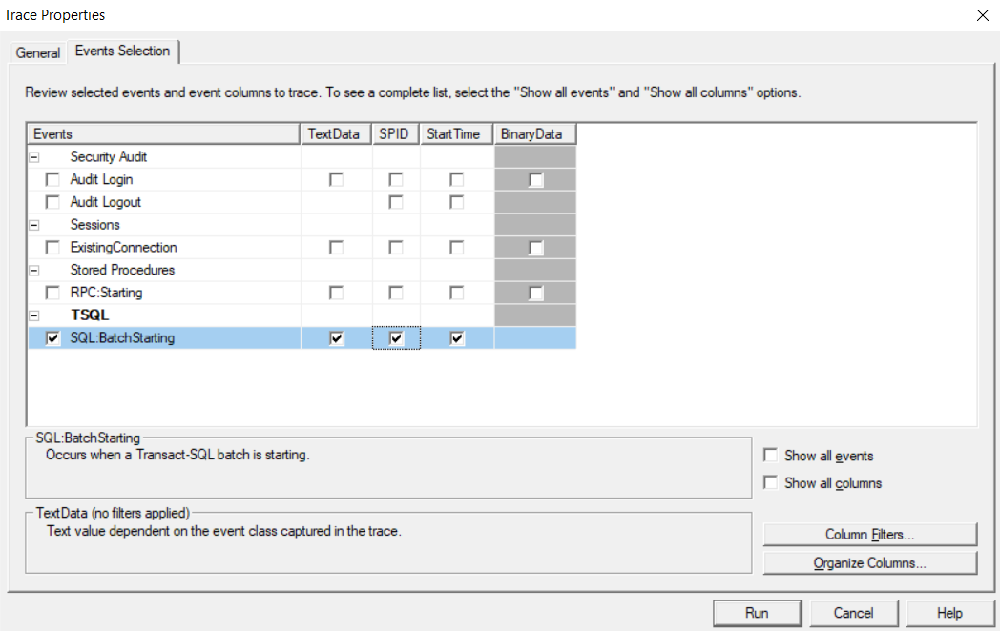 Trace Properties
General Events Selection
Review selected events and event columns to trace. To see a complete list, select the "Show all events" and "Show all columns" options.
Events TextData SPID StartTime BinaryData
Security Audit
Audit Login
Audit Logout
Sessions
ExistingConnection
Stored Procedures
RPC:Starting
TSQL
SQL:BatchStarting
SQL:BatchStarting
Occurs when a Transact-SQL batch is starting.
Show all events
Show all columns
TextData (no filters applied)
Text value dependent on the event class captured in the trace.
Column Filters...
Organize Columns...
Run Cancel Help